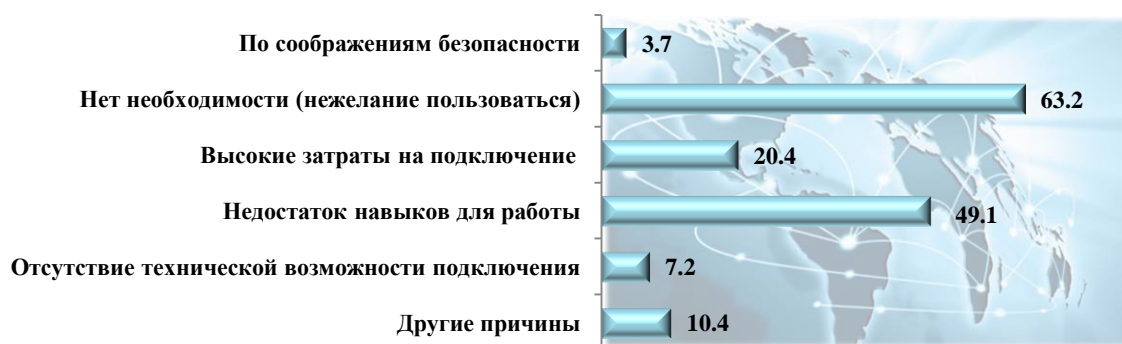 По соображениям безопасности 3.7
Нет необходимости (нежелание пользоваться) 63.2
Высокие затраты на подключение 20.4
Недостаток навыков для работы 49.1
Отсутствие технической возможности подключения 7.2
Другие причины 10.4